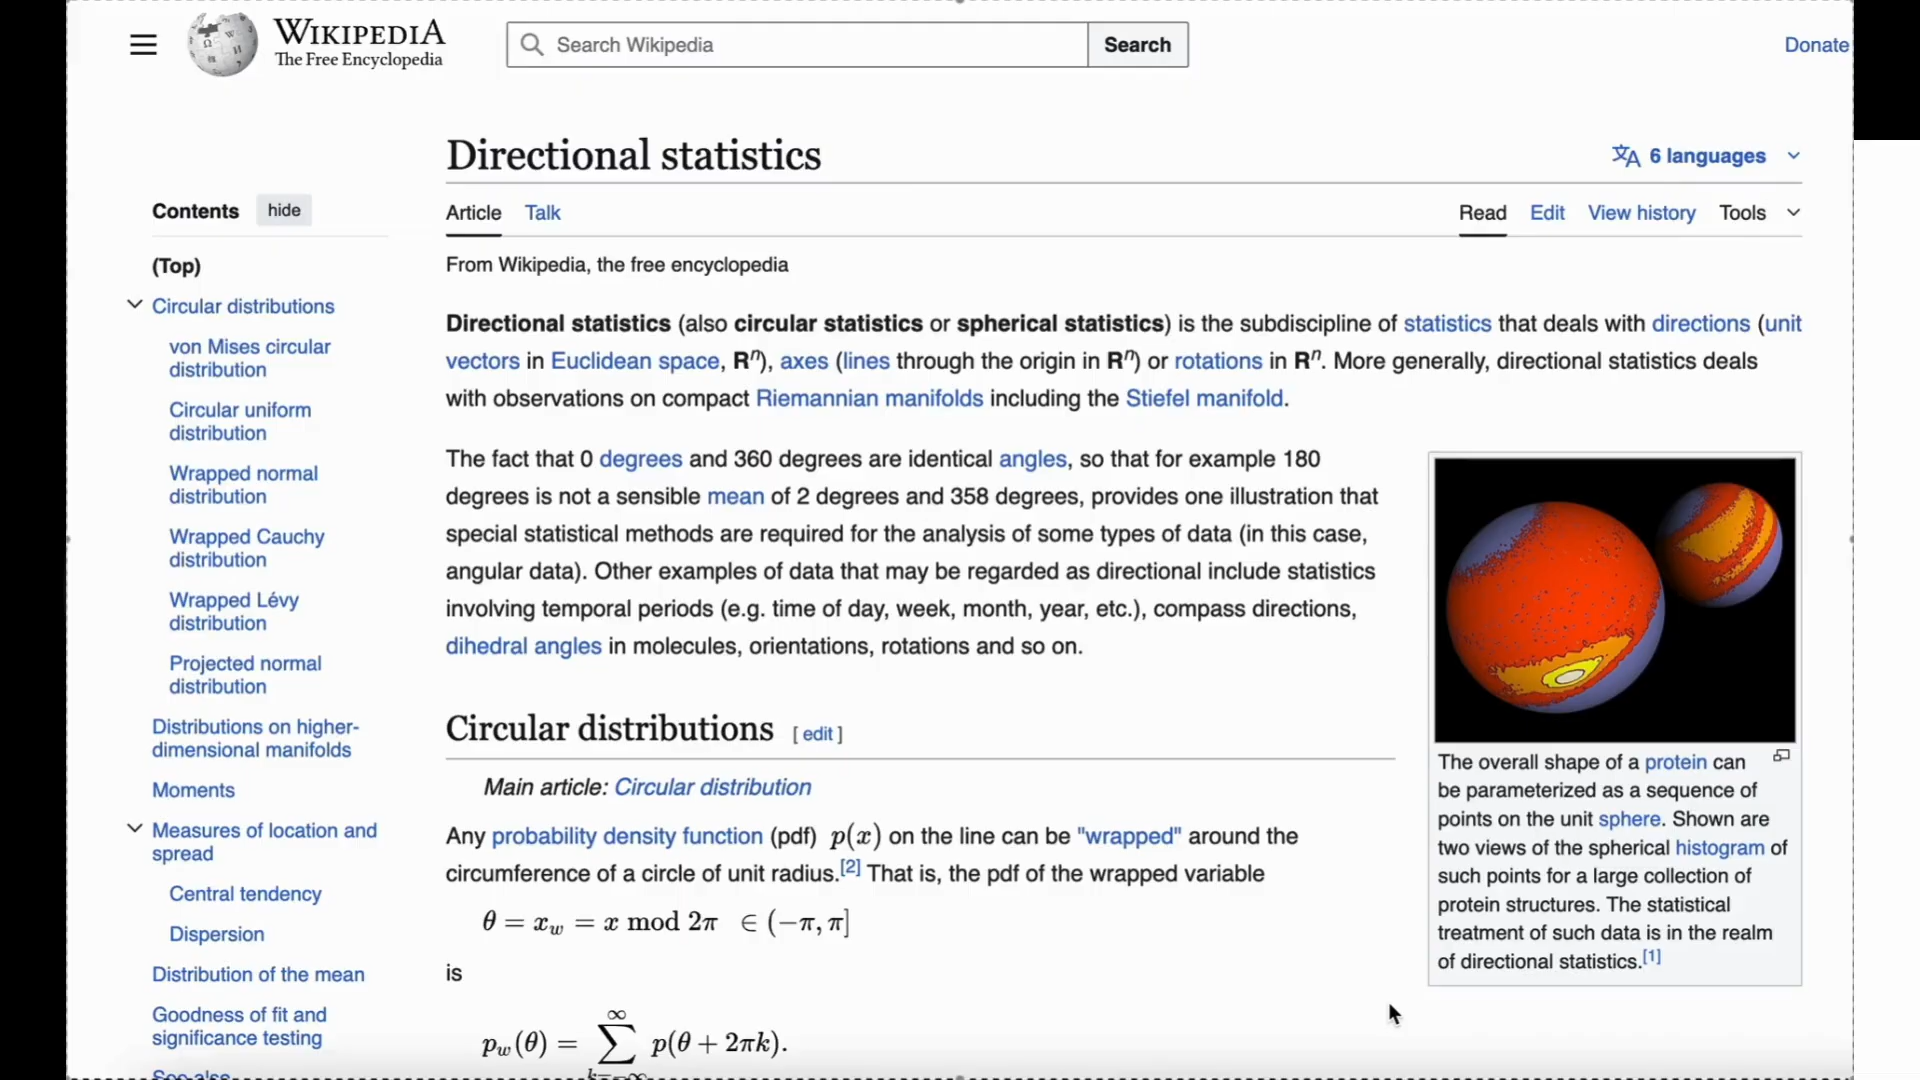 WIKIPEDIA
The Free Encyclopedia
Search Wikipedia
Search
Donate
Directional statistics
6 languages
Contents hide
Article Talk
Read Edit View history Tools
(Top)
Circular distributions
von Mises circular
distribution
Circular uniform
distribution
Wrapped normal
distribution
Wrapped Cauchy
distribution
Wrapped Lévy
distribution
Projected normal
distribution
Distributions on higher-
dimensional manifolds
Moments
Measures of location and
spread
Central tendency
Dispersion
Distribution of the mean
Goodness of fit and
significance testing
See also
From Wikipedia, the free encyclopedia
Directional statistics (also circular statistics or spherical statistics) is the subdiscipline of statistics that deals with directions (unit
vectors in Euclidean space, Rⁿ), axes (lines through the origin in Rⁿ) or rotations in Rⁿ. More generally, directional statistics deals
with observations on compact Riemannian manifolds including the Stiefel manifold.
The fact that 0 degrees and 360 degrees are identical angles, so that for example 180
degrees is not a sensible mean of 2 degrees and 358 degrees, provides one illustration that
special statistical methods are required for the analysis of some types of data (in this case,
angular data). Other examples of data that may be regarded as directional include statistics
involving temporal periods (e.g. time of day, week, month, year, etc.), compass directions,
dihedral angles in molecules, orientations, rotations and so on.
Circular distributions [ edit ]
Main article: Circular distribution
Any probability density function (pdf) p(x) on the line can be "wrapped" around the
circumference of a circle of unit radius.[2] That is, the pdf of the wrapped variable
θ = x_w = x mod 2π ∈ (−π, π]
is
p_w(θ) = ∑_{k=−∞}^{∞} p(θ + 2πk).
The overall shape of a protein can
be parameterized as a sequence of
points on the unit sphere. Shown are
two views of the spherical histogram of
such points for a large collection of
protein structures. The statistical
treatment of such data is in the realm
of directional statistics.[1]